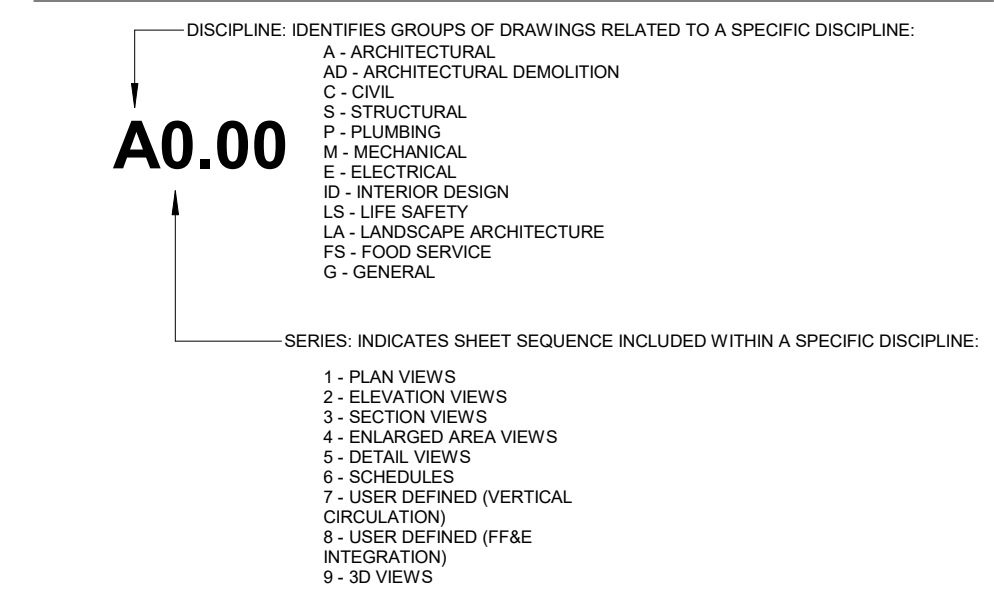 DISCIPLINE: IDENTIFIES GROUPS OF DRAWINGS RELATED TO A SPECIFIC DISCIPLINE:
A - ARCHITECTURAL
AD - ARCHITECTURAL DEMOLITION
C - CIVIL
S - STRUCTURAL
P - PLUMBING
M - MECHANICAL
E - ELECTRICAL
ID - INTERIOR DESIGN
LS - LIFE SAFETY
LA - LANDSCAPE ARCHITECTURE
FS - FOOD SERVICE
G - GENERAL
A0.00
SERIES: INDICATES SHEET SEQUENCE INCLUDED WITHIN A SPECIFIC DISCIPLINE:
1 - PLAN VIEWS
2 - ELEVATION VIEWS
3 - SECTION VIEWS
4 - ENLARGED AREA VIEWS
5 - DETAIL VIEWS
6 - SCHEDULES
7 - USER DEFINED (VERTICAL
CIRCULATION)
8 - USER DEFINED (FF&E
INTEGRATION)
9 - 3D VIEWS